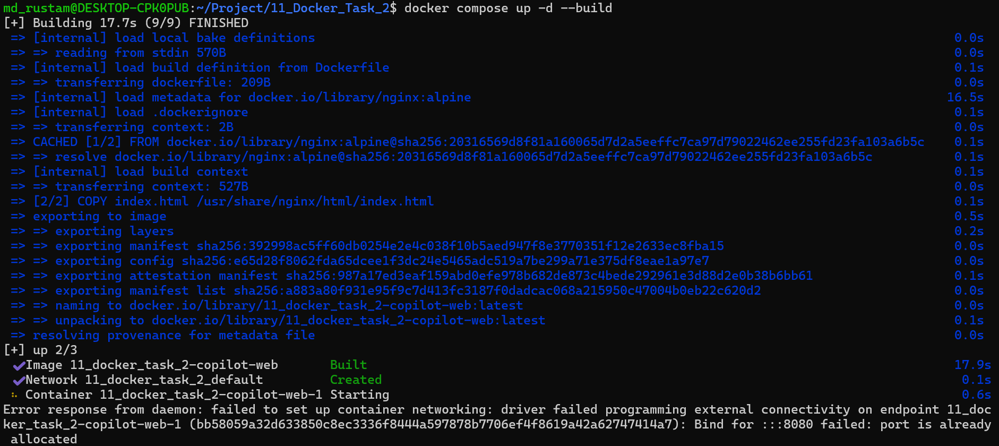 md_rustam@DESKTOP-CPK0PUB:~/Project/11_Docker_Task_2$ docker compose up -d --build
[+] Building 17.7s (9/9) FINISHED
=> [internal] load local bake definitions 0.0s
=> => reading from stdin 570B 0.0s
=> [internal] load build definition from Dockerfile 0.1s
=> => transferring dockerfile: 209B 0.0s
=> [internal] load metadata for docker.io/library/nginx:alpine 16.5s
=> [internal] load .dockerignore 0.1s
=> => transferring context: 2B 0.0s
=> CACHED [1/2] FROM docker.io/library/nginx:alpine@sha256:20316569d8f81a160065d7d2a5eeffc7ca97d79022462ee255fd23fa103a6b5c 0.1s
=> => resolve docker.io/library/nginx:alpine@sha256:20316569d8f81a160065d7d2a5eeffc7ca97d79022462ee255fd23fa103a6b5c 0.1s
=> [internal] load build context 0.1s
=> => transferring context: 527B 0.0s
=> [2/2] COPY index.html /usr/share/nginx/html/index.html 0.1s
=> exporting to image 0.5s
=> => exporting layers 0.2s
=> => exporting manifest sha256:392998ac5ff60db0254e2e4c038f10b5aed947f8e3770351f12e2633ec8fba15 0.0s
=> => exporting config sha256:e65d28f8062fda65dcee1f3dc24e5465adc519a7be299a71e375df8eae1a97e7 0.0s
=> => exporting attestation manifest sha256:987a17ed3eaf159abd0efe978b682de873c4bede292961e3d88d2e0b38b6bb61 0.1s
=> => exporting manifest list sha256:a883a80f931e95f9c7d413fc3187f0dadcac068a215950c47004b0eb22c620d2 0.0s
=> => naming to docker.io/library/11_docker_task_2-copilot-web:latest 0.0s
=> => unpacking to docker.io/library/11_docker_task_2-copilot-web:latest 0.1s
=> resolving provenance for metadata file 0.0s
[+] up 2/3
✔Image 11_docker_task_2-copilot-web Built 17.9s
✔Network 11_docker_task_2_default Created 0.1s
Container 11_docker_task_2-copilot-web-1 Starting 0.6s
Error response from daemon: failed to set up container networking: driver failed programming external connectivity on endpoint 11_doc
ker_task_2-copilot-web-1 (bb58059a32d633850c8ec3336f8444a597878b7706ef4f8619a42a62747414a7): Bind for :::8080 failed: port is already
allocated